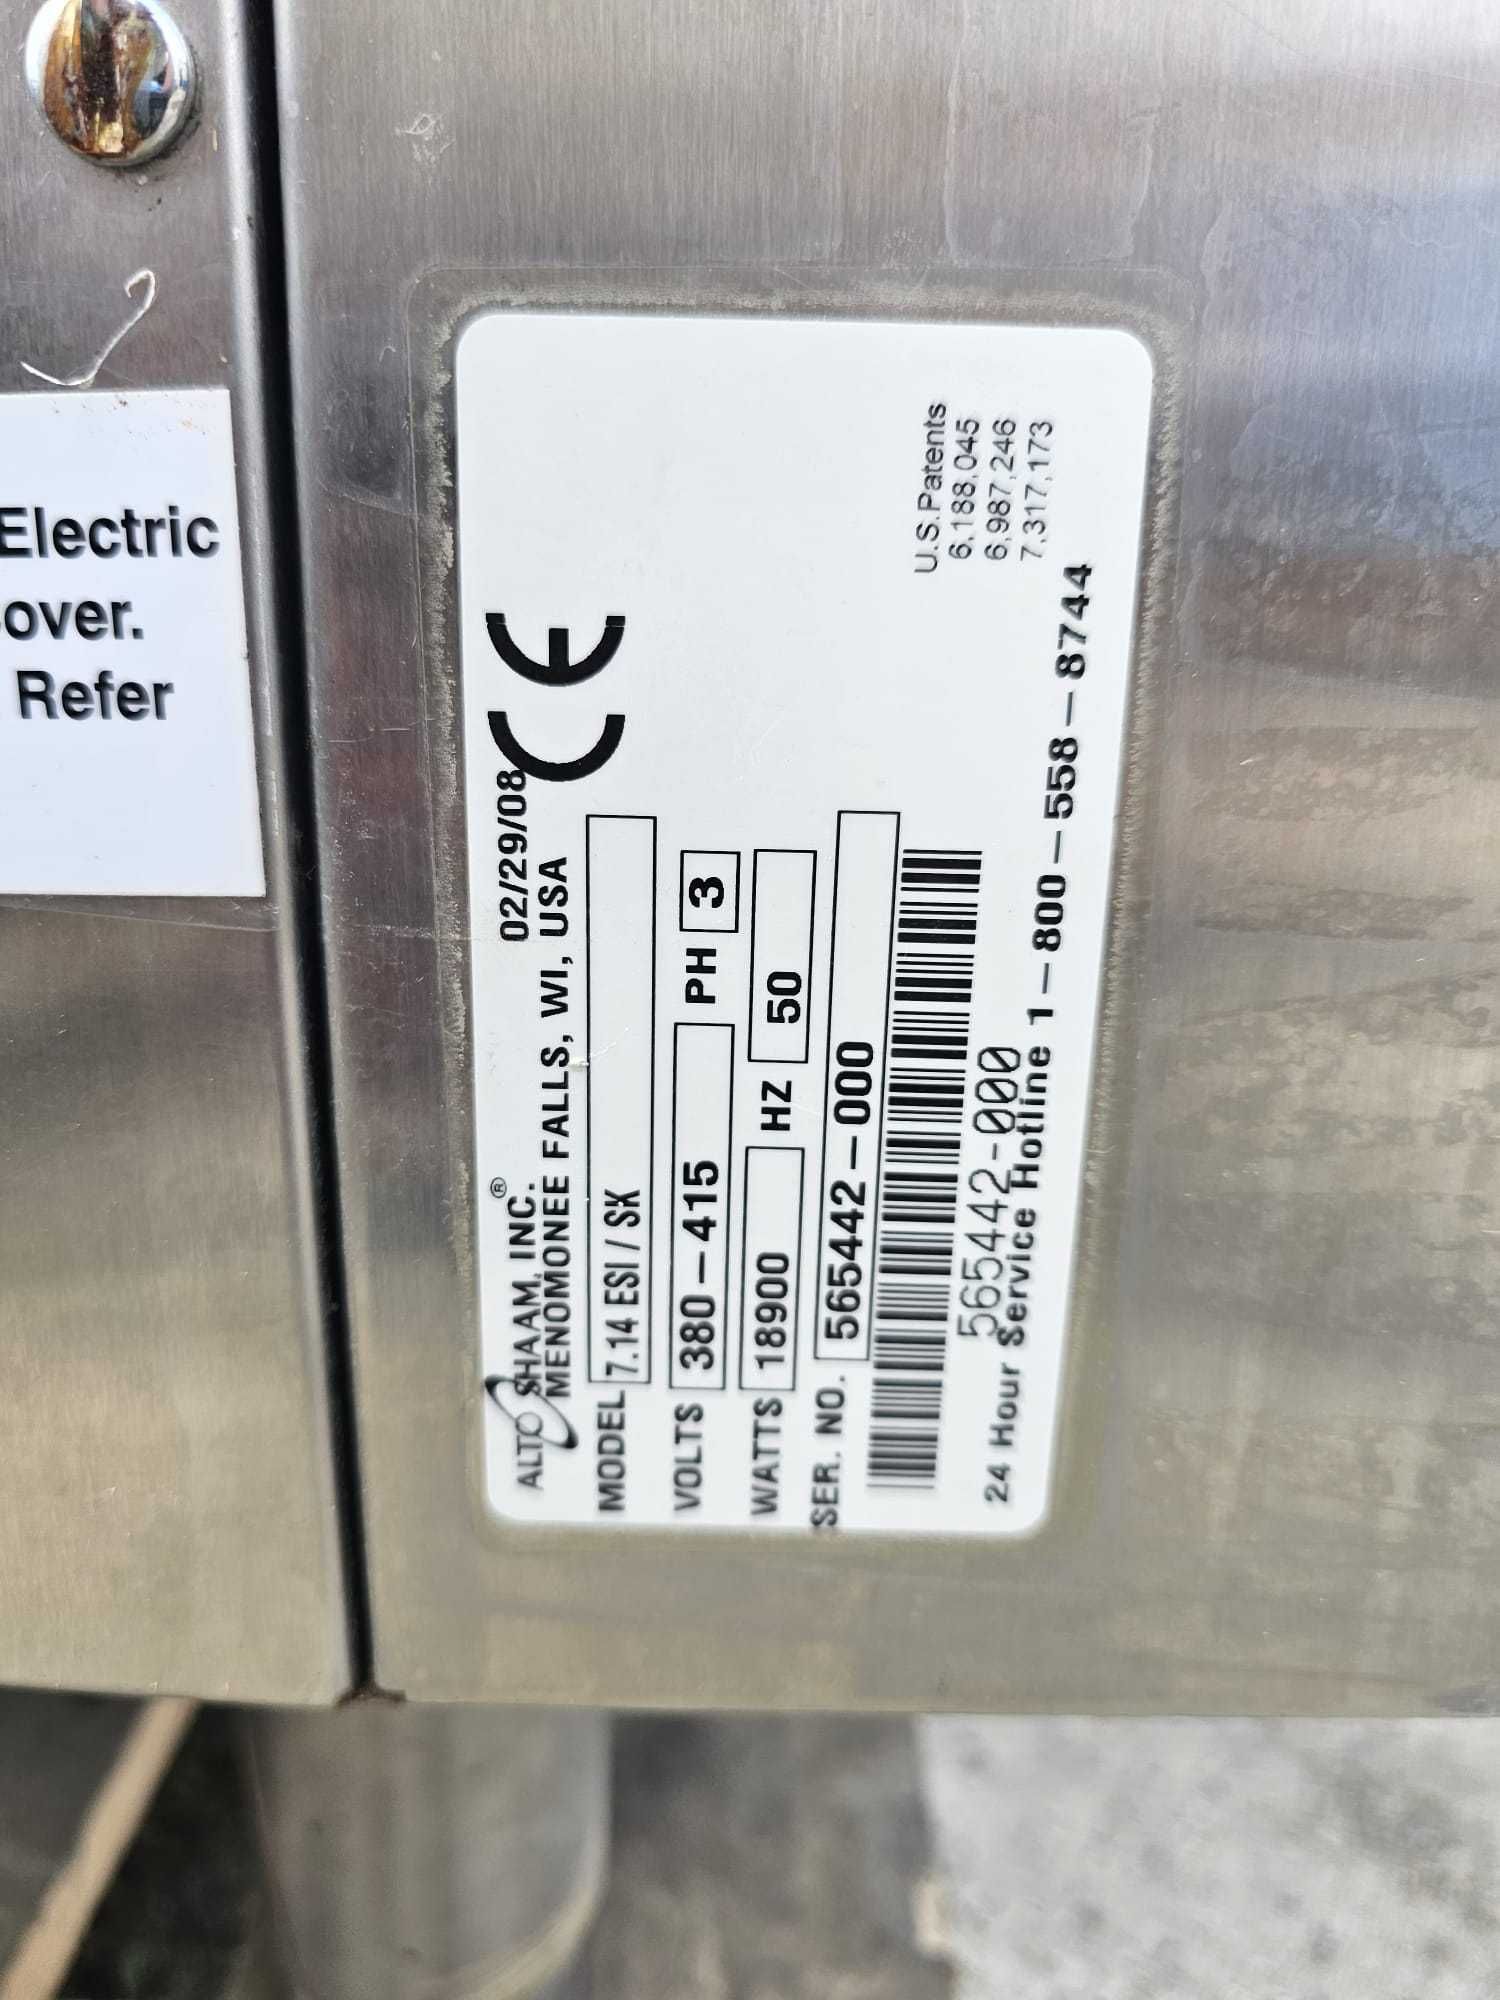 Electric
over.
Refer
02/29/08
ALTO SHAAM, INC.®
MENOMONEE FALLS, WI, USA
CE
MODEL 7.14 ESI / SK
VOLTS 380-415 PH 3
WATTS 18900 HZ 50
SER. NO. 565442-000
565442-000
24 Hour Service Hotline 1-800-558-8744
U.S.Patents
6,188,045
6,987,246
7,317,173